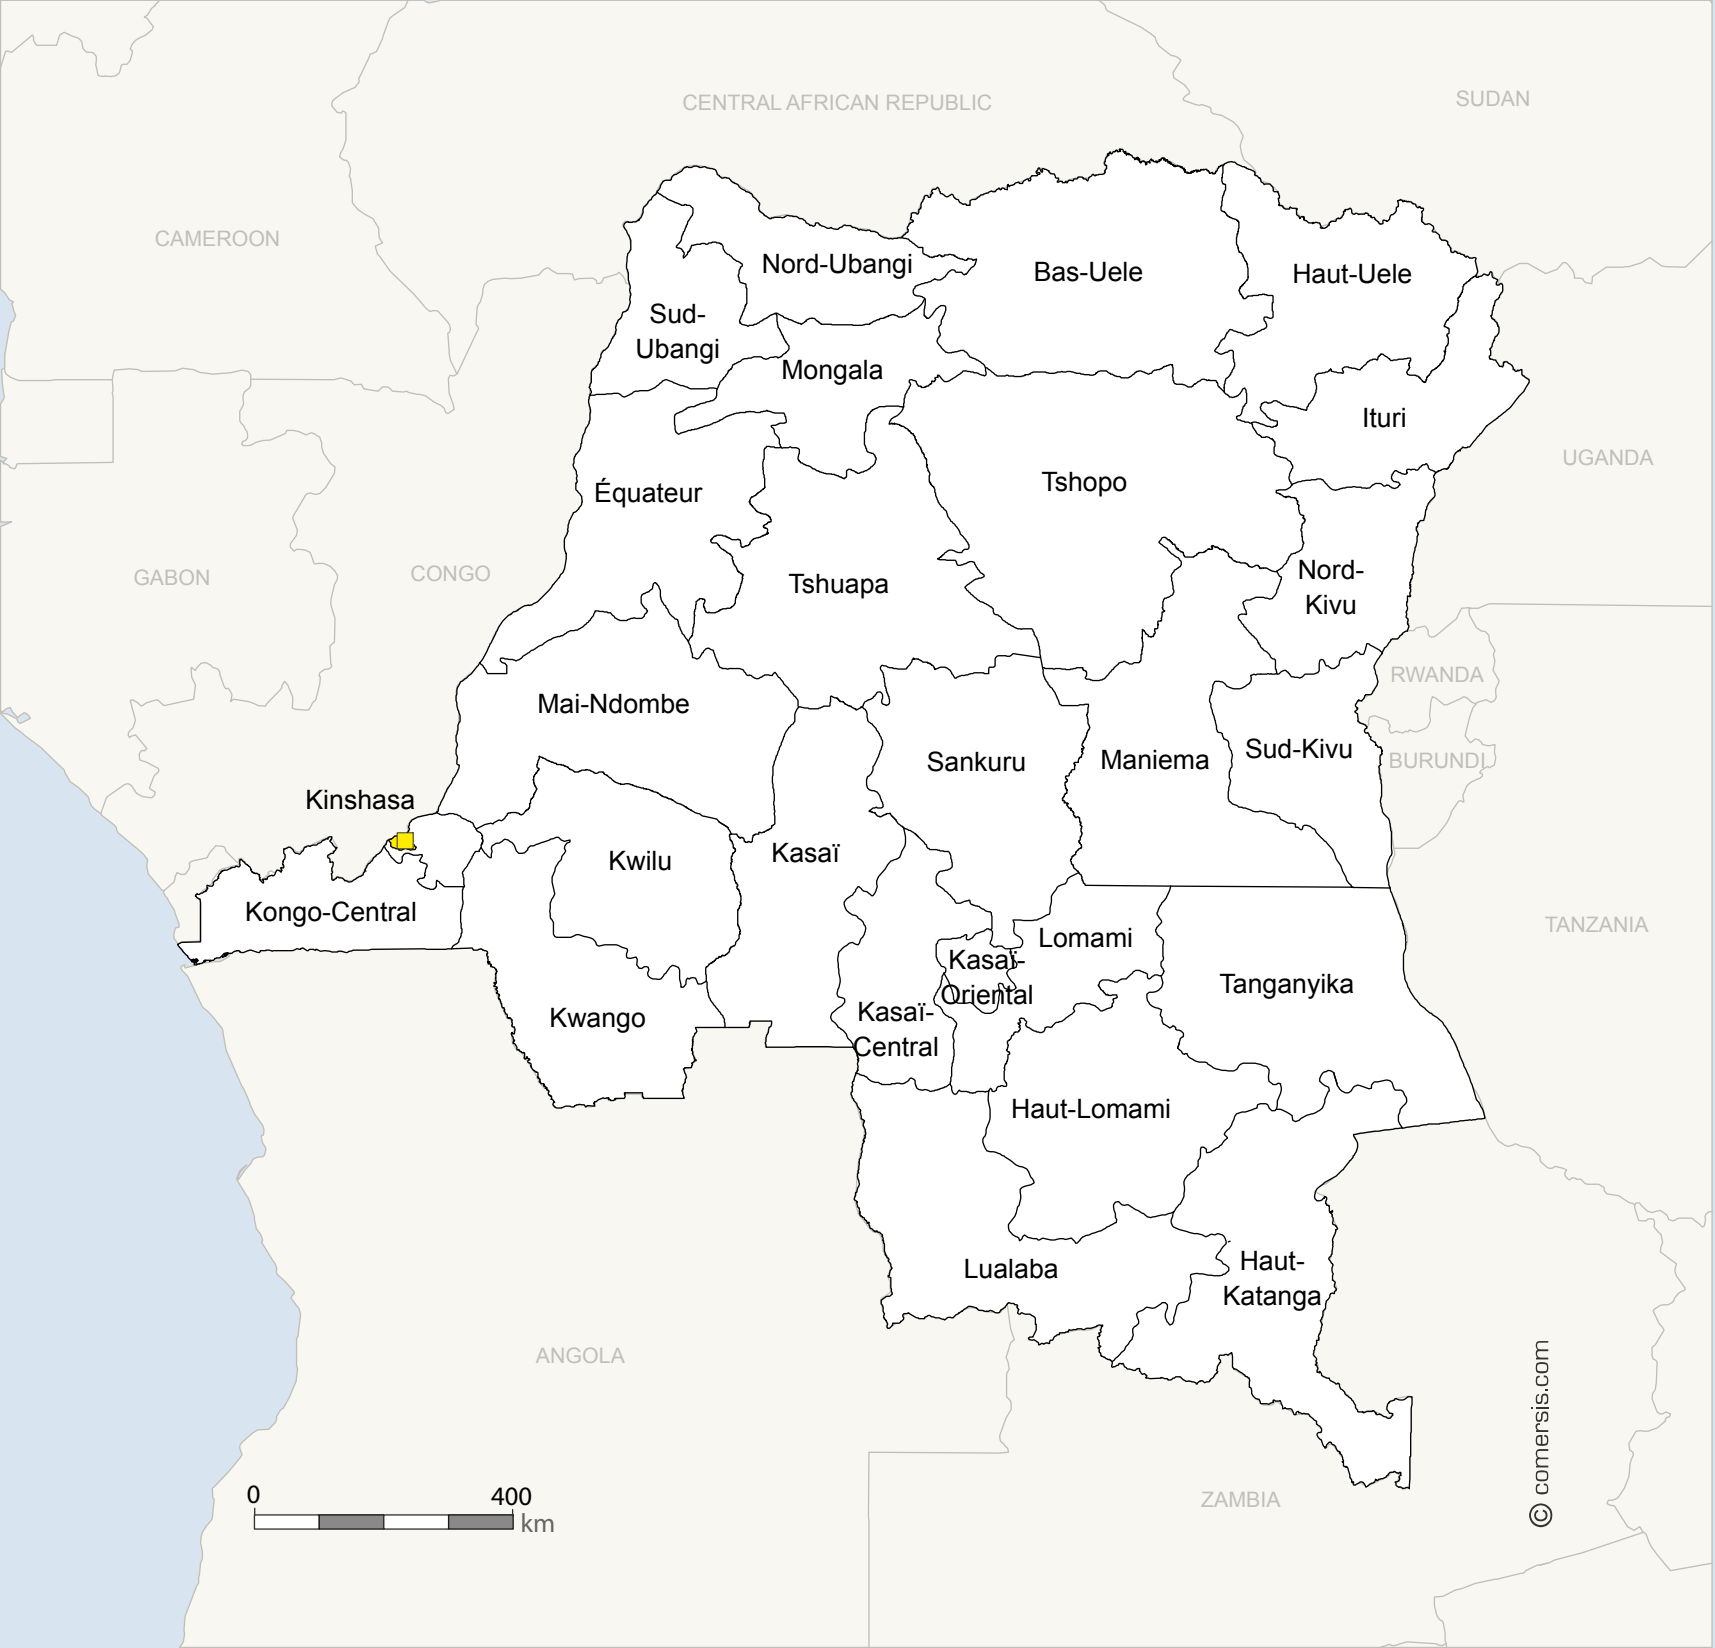 CENTRAL AFRICAN REPUBLIC
SUDAN
CAMEROON
Nord-Ubangi
Bas-Uele
Haut-Uele
Sud-
Ubangi
Mongala
Ituri
UGANDA
Équateur
Tshopo
GABON
CONGO
Tshuapa
Nord-
Kivu
RWANDA
Mai-Ndombe
Sankuru
Maniema
Sud-Kivu
BURUNDI
Kinshasa
Kwilu
Kasaï
Kongo-Central
Lomami
TANZANIA
Kasaï-
Oriental
Tanganyika
Kwango
Kasaï-
Central
Haut-Lomami
Lualaba
Haut-
Katanga
ANGOLA
ZAMBIA
© comersis.com
0 400
km